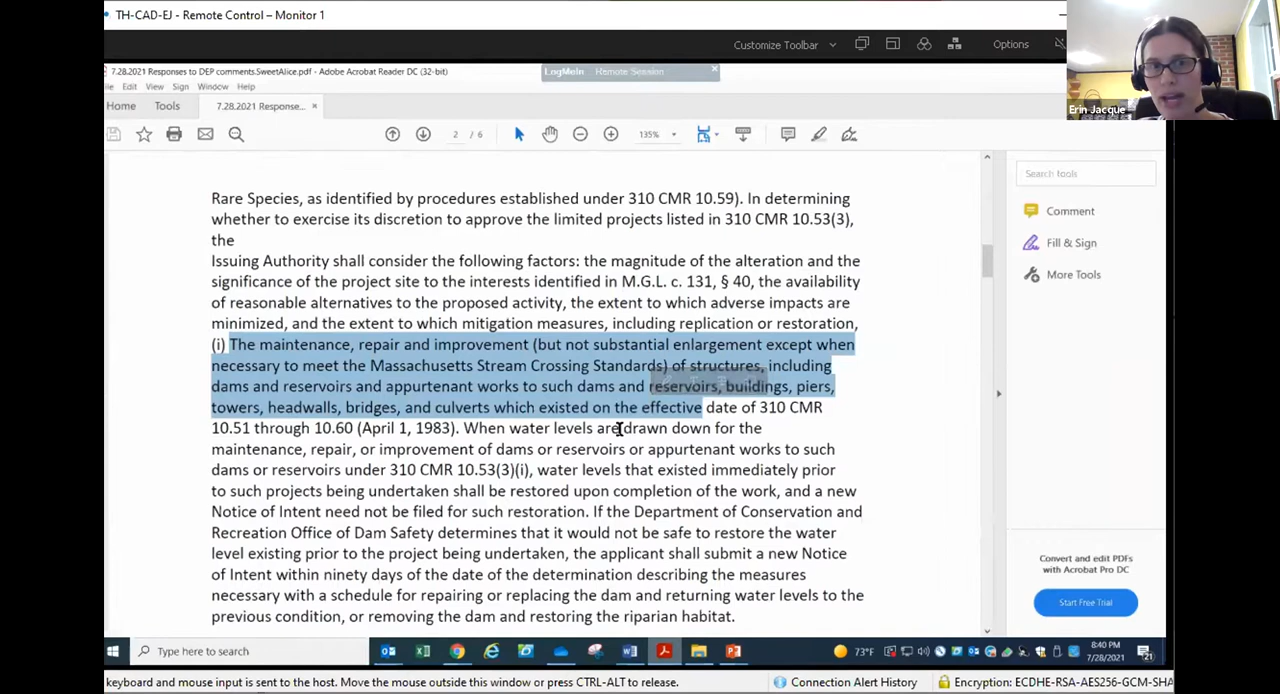 TH-CAD-EJ - Remote Control – Monitor 1
Customize Toolbar
Options
Erin Jacque
7.28.2021 Responses to DEP comments.SweetAlice.pdf - Adobe Acrobat Reader DC (32-bit)
LogMeIn Remote Session
Edit View Sign Window Help
Home Tools 7.28.2021 Response...
2 / 6
135%
Search tools
Comment
Fill & Sign
More Tools
Rare Species, as identified by procedures established under 310 CMR 10.59). In determining
whether to exercise its discretion to approve the limited projects listed in 310 CMR 10.53(3),
the
Issuing Authority shall consider the following factors: the magnitude of the alteration and the
significance of the project site to the interests identified in M.G.L. c. 131, § 40, the availability
of reasonable alternatives to the proposed activity, the extent to which adverse impacts are
minimized, and the extent to which mitigation measures, including replication or restoration,
(i) The maintenance, repair and improvement (but not substantial enlargement except when
necessary to meet the Massachusetts Stream Crossing Standards) of structures, including
dams and reservoirs and appurtenant works to such dams and reservoirs, buildings, piers,
towers, headwalls, bridges, and culverts which existed on the effective date of 310 CMR
10.51 through 10.60 (April 1, 1983). When water levels are drawn down for the
maintenance, repair, or improvement of dams or reservoirs or appurtenant works to such
dams or reservoirs under 310 CMR 10.53(3)(i), water levels that existed immediately prior
to such projects being undertaken shall be restored upon completion of the work, and a new
Notice of Intent need not be filed for such restoration. If the Department of Conservation and
Recreation Office of Dam Safety determines that it would not be safe to restore the water
level existing prior to the project being undertaken, the applicant shall submit a new Notice
of Intent within ninety days of the date of the determination describing the measures
necessary with a schedule for repairing or replacing the dam and returning water levels to the
previous condition, or removing the dam and restoring the riparian habitat.
Convert and edit PDFs
with Acrobat Pro DC
Start Free Trial
Type here to search
73°F
8:40 PM
7/28/2021
21
keyboard and mouse input is sent to the host. Move the mouse outside this window or press CTRL-ALT to release.
Connection Alert History
Encryption: ECDHE-RSA-AES256-GCM-SHA